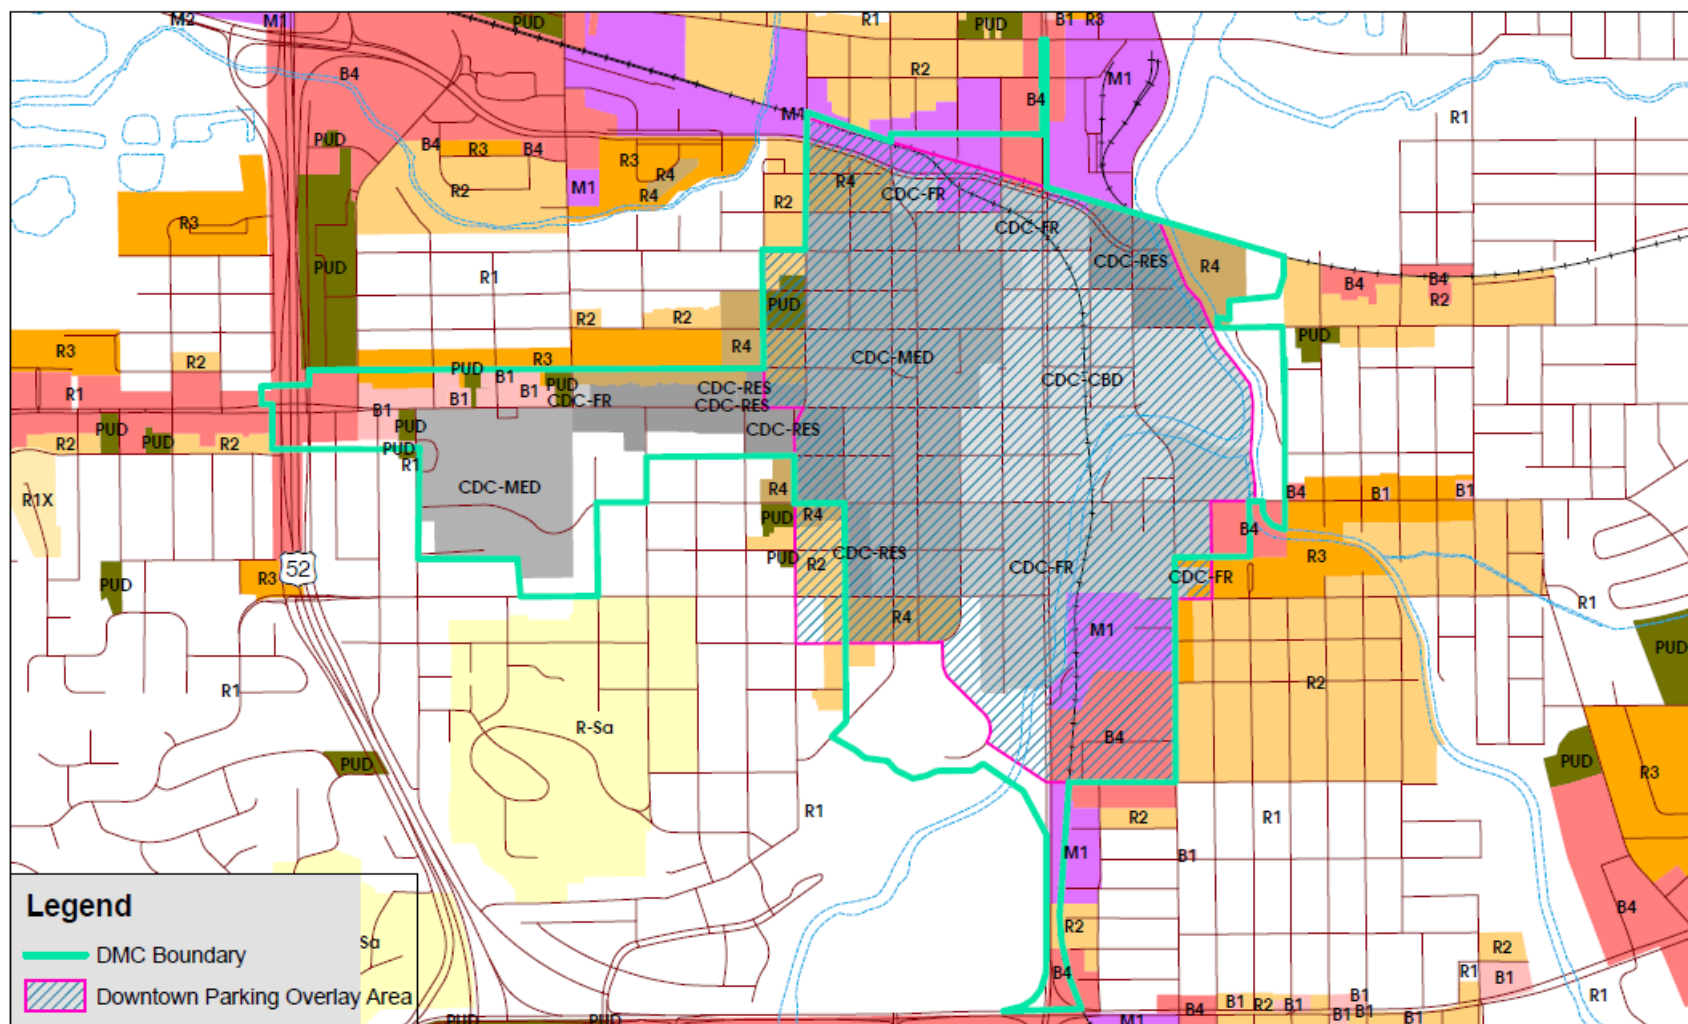 M2
M1
PUD
R1
PUD
B1
R3
B4
R2
M1
B4
M1
R1
PUD
B4
R3
B4
R3
R4
R4
M1
R2
R2
R4
CDC-FR
CDC-FR
R3
CDC-RES
R4
PUD
R1
B4
B4
R2
PUD
R2
R2
R4
PUD
R3
R2
R3
PUD
B1
CDC-MED
CDC-CBD
R1
B1
B1
PUD
CDC-FR
CDC-RES
CDC-RES
B1
PUD
PUD
PUD
R2
R2
PUD
R1
CDC-RES
R1X
CDC-MED
R4
PUD
R4
B4
B1
B1
B4
PUD
R2
CDC-RES
CDC-FR
CDC-FR
R3
52
R3
PUD
R4
M1
R1
PUD
R1
R2
R-Sa
B4
PUD
PUD
R3
R1
R2
R1
M1
B1
B4
R2
R2
B4
R1
B1
R1
B4
B1
R2
B1
B1
B1
B1
B1
M1
PUD
PUD
Sa
Legend
DMC Boundary
Downtown Parking Overlay Area